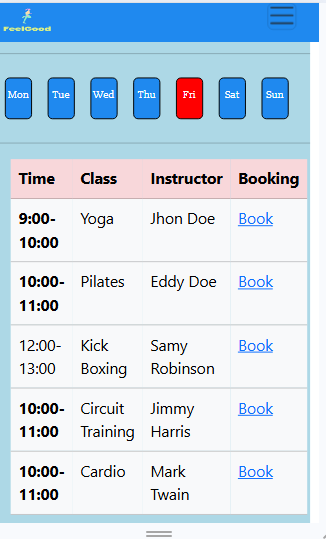 FeelGood
Mon Tue Wed Thu Fri Sat Sun
Time Class Instructor Booking
9:00- Yoga Jhon Doe Book
10:00
10:00- Pilates Eddy Doe Book
11:00
12:00- Kick Samy Book
13:00 Boxing Robinson
10:00- Circuit Jimmy Book
11:00 Training Harris
10:00- Cardio Mark Book
11:00 Twain